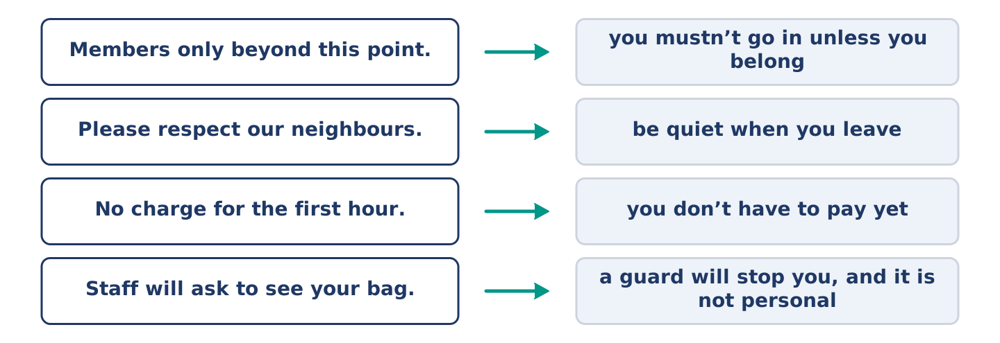 Members only beyond this point.
you mustn’t go in unless you
belong
Please respect our neighbours.
be quiet when you leave
No charge for the first hour.
you don’t have to pay yet
Staff will ask to see your bag.
a guard will stop you, and it is
not personal